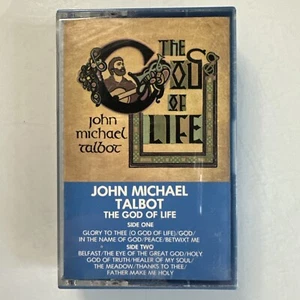 THE
GOD
OF
LIFE
john
michael
talbot
JOHN MICHAEL
TALBOT
THE GOD OF LIFE
SIDE ONE
GLORY TO THEE (O GOD OF LIFE)/GOD/
IN THE NAME OF GOD/PEACE/BETWIXT ME
SIDE TWO
BELFAST/THE EYE OF THE GREAT GOD/HOLY
GOD OF TRUTH/HEALER OF MY SOUL/
THE MEADOW/THANKS TO THEE/
FATHER MAKE ME HOLY